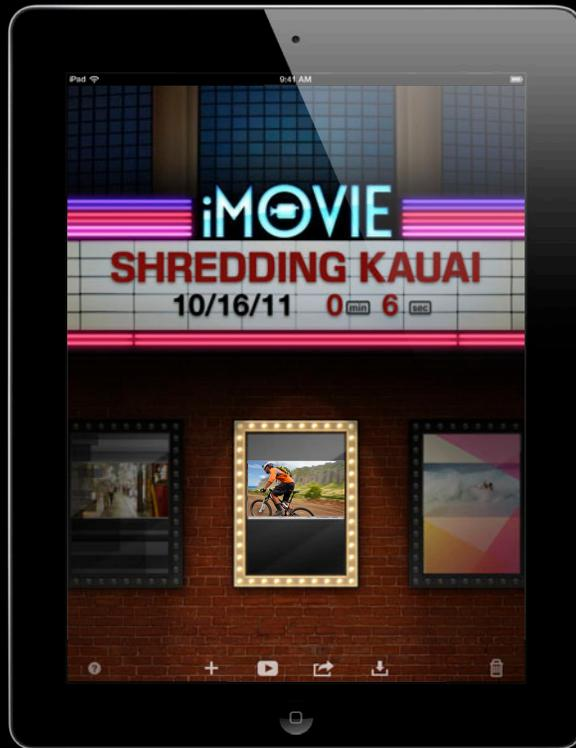 iPad 9:41 AM
iMOVIE
SHREDDING KAUAI
10/16/11 0 min 6 sec
?